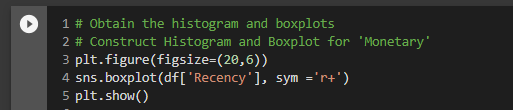 1 # Obtain the histogram and boxplots
2 # Construct Histogram and Boxplot for 'Monetary'
3 plt.figure(figsize=(20,6))
4 sns.boxplot(df['Recency'], sym ='r+')
5 plt.show()